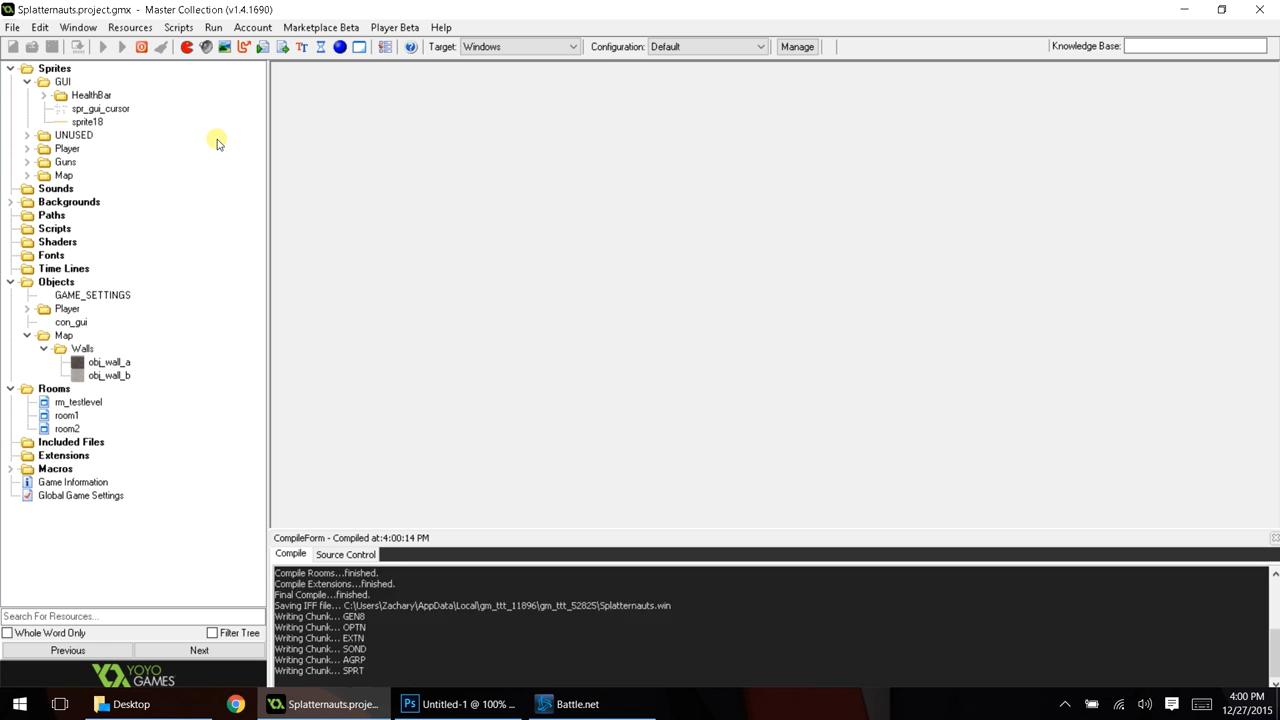 Splatternauts.project.gmx - Master Collection (v1.4.1690)
File Edit Window Resources Scripts Run Account Marketplace Beta Player Beta Help
Target: Windows Configuration: Default Manage Knowledge Base:
Sprites
GUI
HealthBar
spr_gui_cursor
sprite18
UNUSED
Player
Guns
Map
Sounds
Backgrounds
Paths
Scripts
Shaders
Fonts
Time Lines
Objects
GAME_SETTINGS
Player
con_gui
Map
Walls
obj_wall_a
obj_wall_b
Rooms
rm_testlevel
room1
room2
Included Files
Extensions
Macros
Game Information
Global Game Settings
CompileForm - Compiled at:4:00:14 PM
Compile Source Control
Compile Rooms...finished.
Compile Extensions...finished.
Final Compile...finished.
Saving IFF file... C:\Users\Zachary\AppData\Local\gm_ttt_11896\gm_ttt_52825\Splatternauts.win
Writing Chunk... GEN8
Writing Chunk... OPTN
Writing Chunk... EXTN
Writing Chunk... SOND
Writing Chunk... AGRP
Writing Chunk... SPRT
Search For Resources...
Whole Word Only Filter Tree
Previous Next
YOYO
GAMES
Desktop Splatternauts.proje... Ps Untitled-1 @ 100% ... Battle.net
4:00 PM
12/27/2015